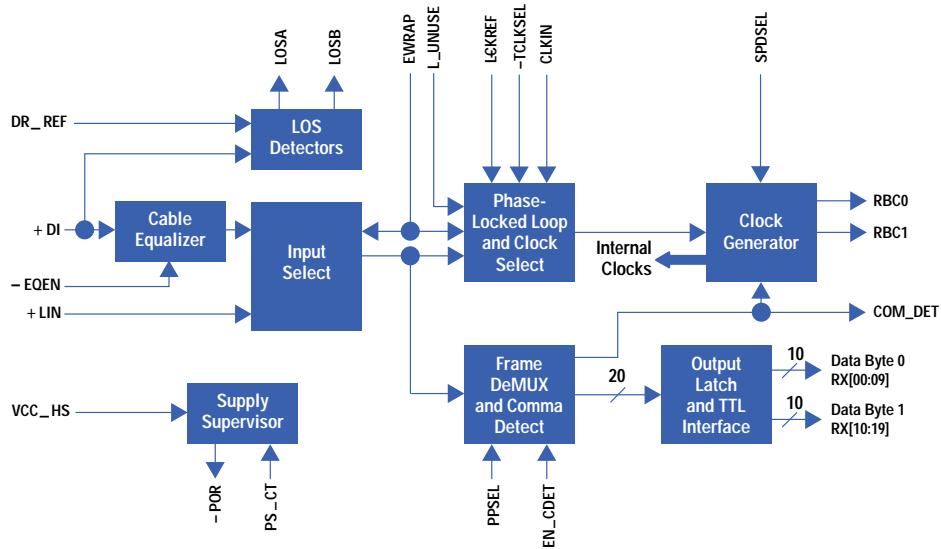 LOSA
LOSB
EWRAP
L_UNUSE
LCKREF
-TCLKSEL
CLKIN
SPDSEL
DR_REF
LOS
Detectors
+ DI
Cable
Equalizer
Input
Select
Phase-
Locked Loop
and Clock
Select
Clock
Generator
RBC0
RBC1
Internal
Clocks
– EQEN
+ LIN
COM_DET
Frame
DeMUX
and Comma
Detect
20
Output
Latch
and TTL
Interface
10
Data Byte 0
RX[00:09]
10
Data Byte 1
RX[10:19]
VCC_HS
Supply
Supervisor
– POR
PS_CT
PPSEL
EN_CDET